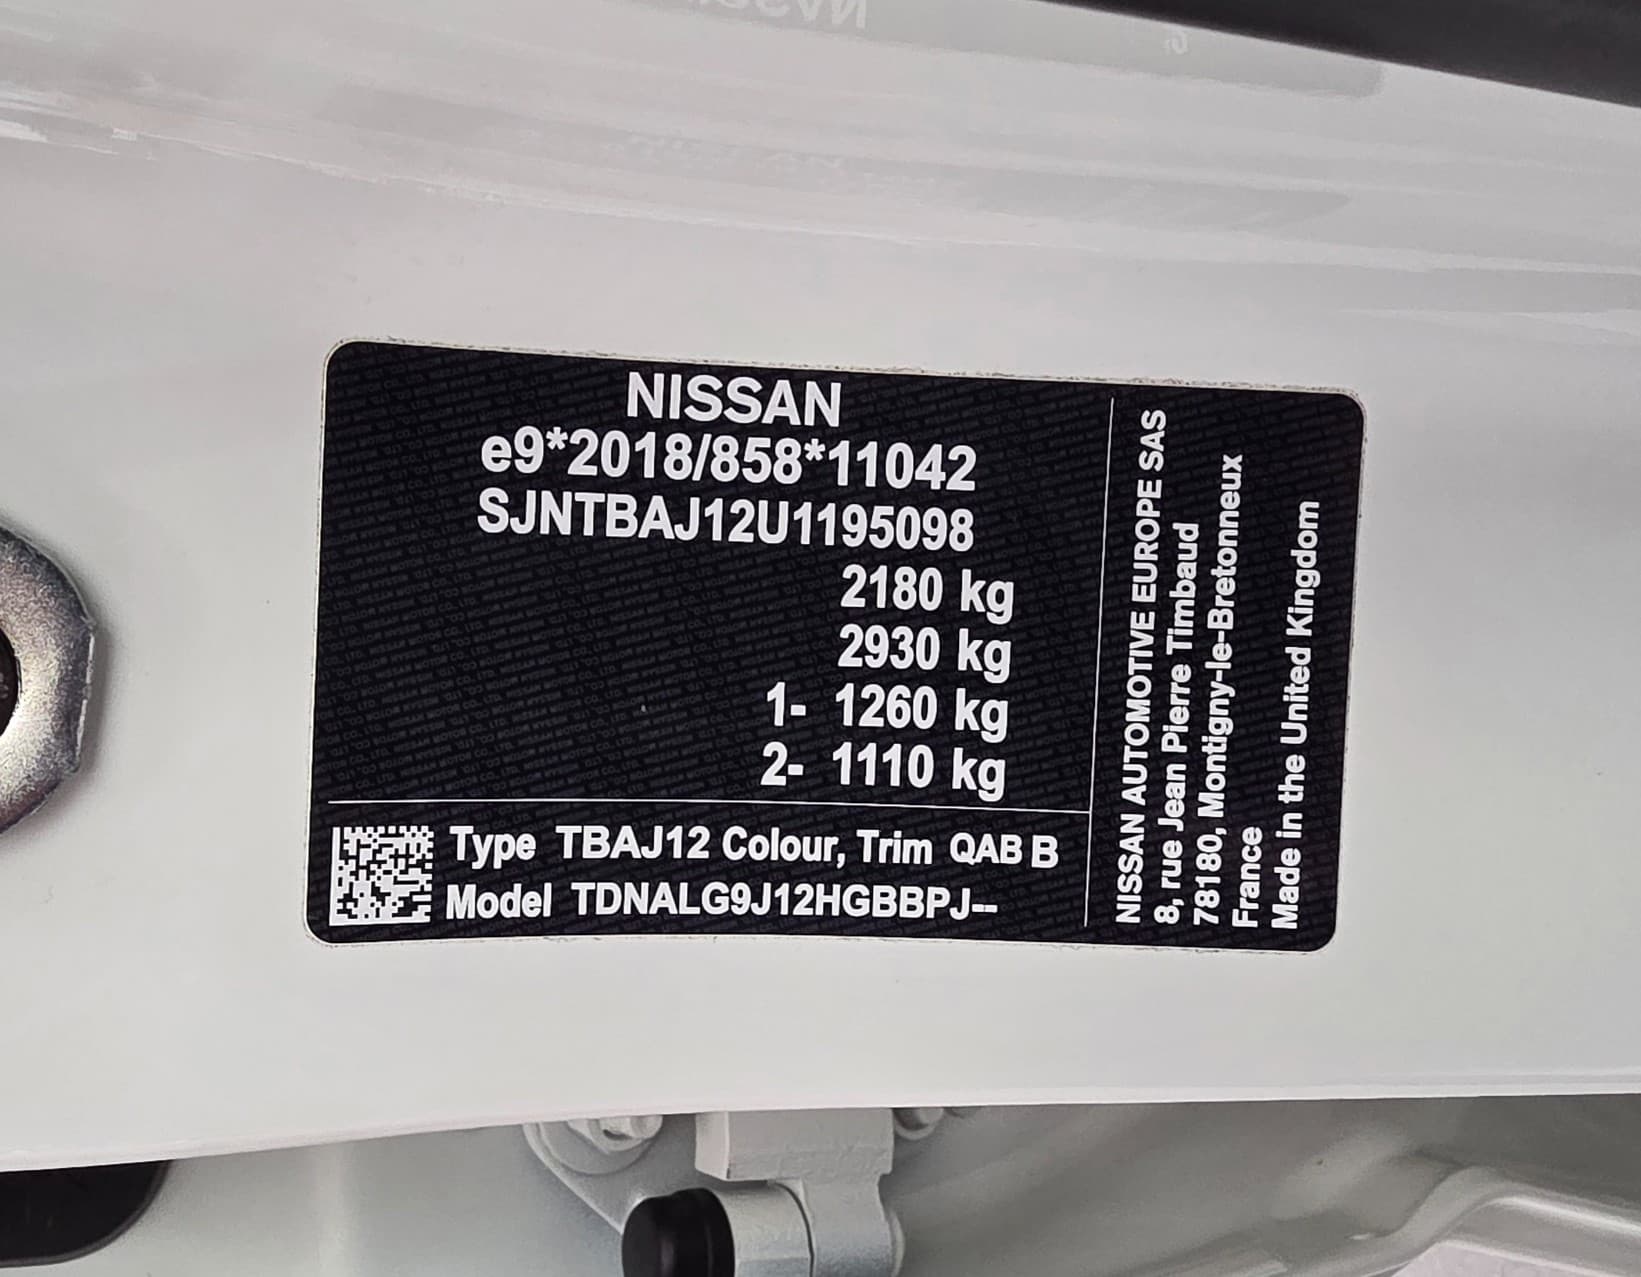 NISSAN
e9*2018/858*11042
SJNTBAJ12U1195098
2180 kg
2930 kg
1- 1260 kg
2- 1110 kg
Type TBAJ12 Colour, Trim QAB B
Model TDNALG9J12HGBBPJ--
NISSAN AUTOMOTIVE EUROPE SAS
8, rue Jean Pierre Timbaud
78180, Montigny-le-Bretonneux
France
Made in the United Kingdom